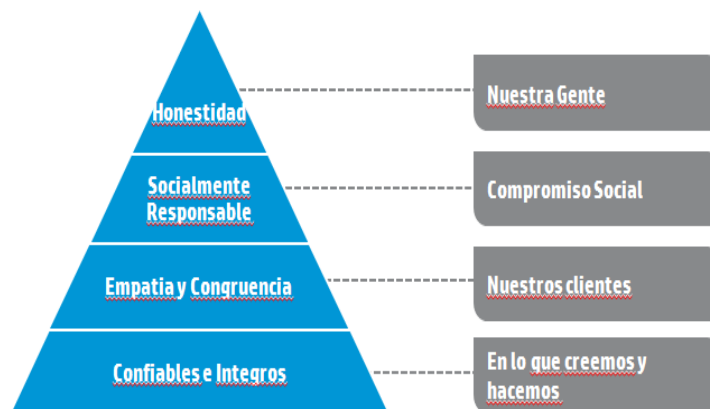 Honestidad
Nuestra Gente
Socialmente
Responsable
Compromiso Social
Empatia y Congruencia
Nuestros clientes
Confiables e Integros
En lo que creemos y
hacemos